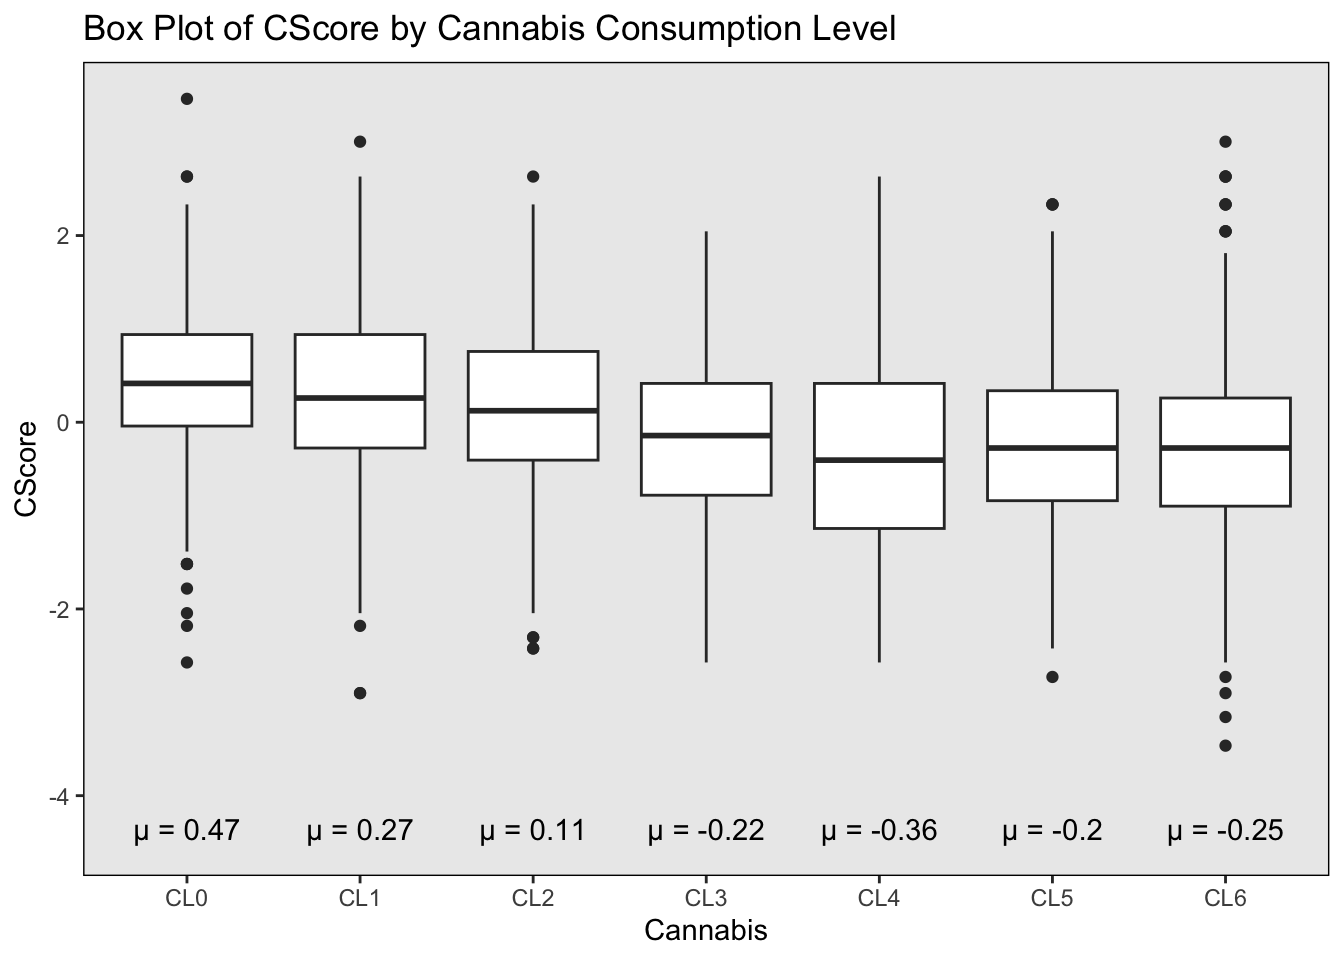 Box Plot of CScore by Cannabis Consumption Level
CScore
2
0
-2
-4
μ = 0.47 μ = 0.27 μ = 0.11 μ = -0.22 μ = -0.36 μ = -0.2 μ = -0.25
CL0 CL1 CL2 CL3 CL4 CL5 CL6
Cannabis